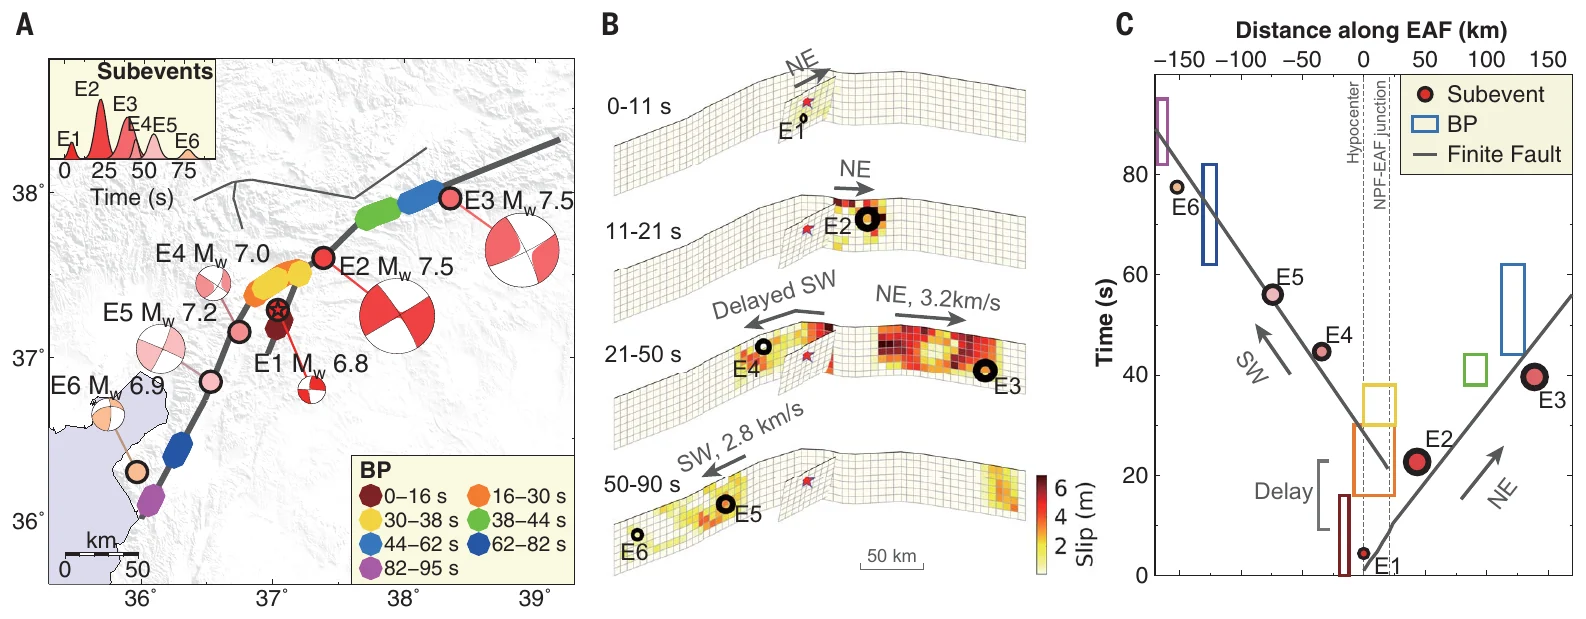 A
Subevents
E2
E3
E1
E4
E5
E6
0 25 50 75
Time (s)
38°
37°
36°
E3 Mw 7.5
E4 Mw 7.0
E2 Mw 7.5
E5 Mw 7.2
E1 Mw 6.8
E6 Mw 6.9
km
0 50
BP
0–16 s
16–30 s
30–38 s
38–44 s
44–62 s
62–82 s
82–95 s
36° 37° 38° 39°
B
NE
0-11 s
E1
NE
11-21 s
E2
Delayed SW
NE, 3.2km/s
21-50 s
E4
E3
SW, 2.8 km/s
50-90 s
E5
E6
50 km
6
4
2
Slip (m)
C
Distance along EAF (km)
−150 −100 −50 0 50 100 150
Hypocenter
NPF-EAF junction
Subevent
BP
Finite Fault
80
60
40
20
0
Time (s)
E6
E5
E4
SW
E3
E2
Delay
NE
E1